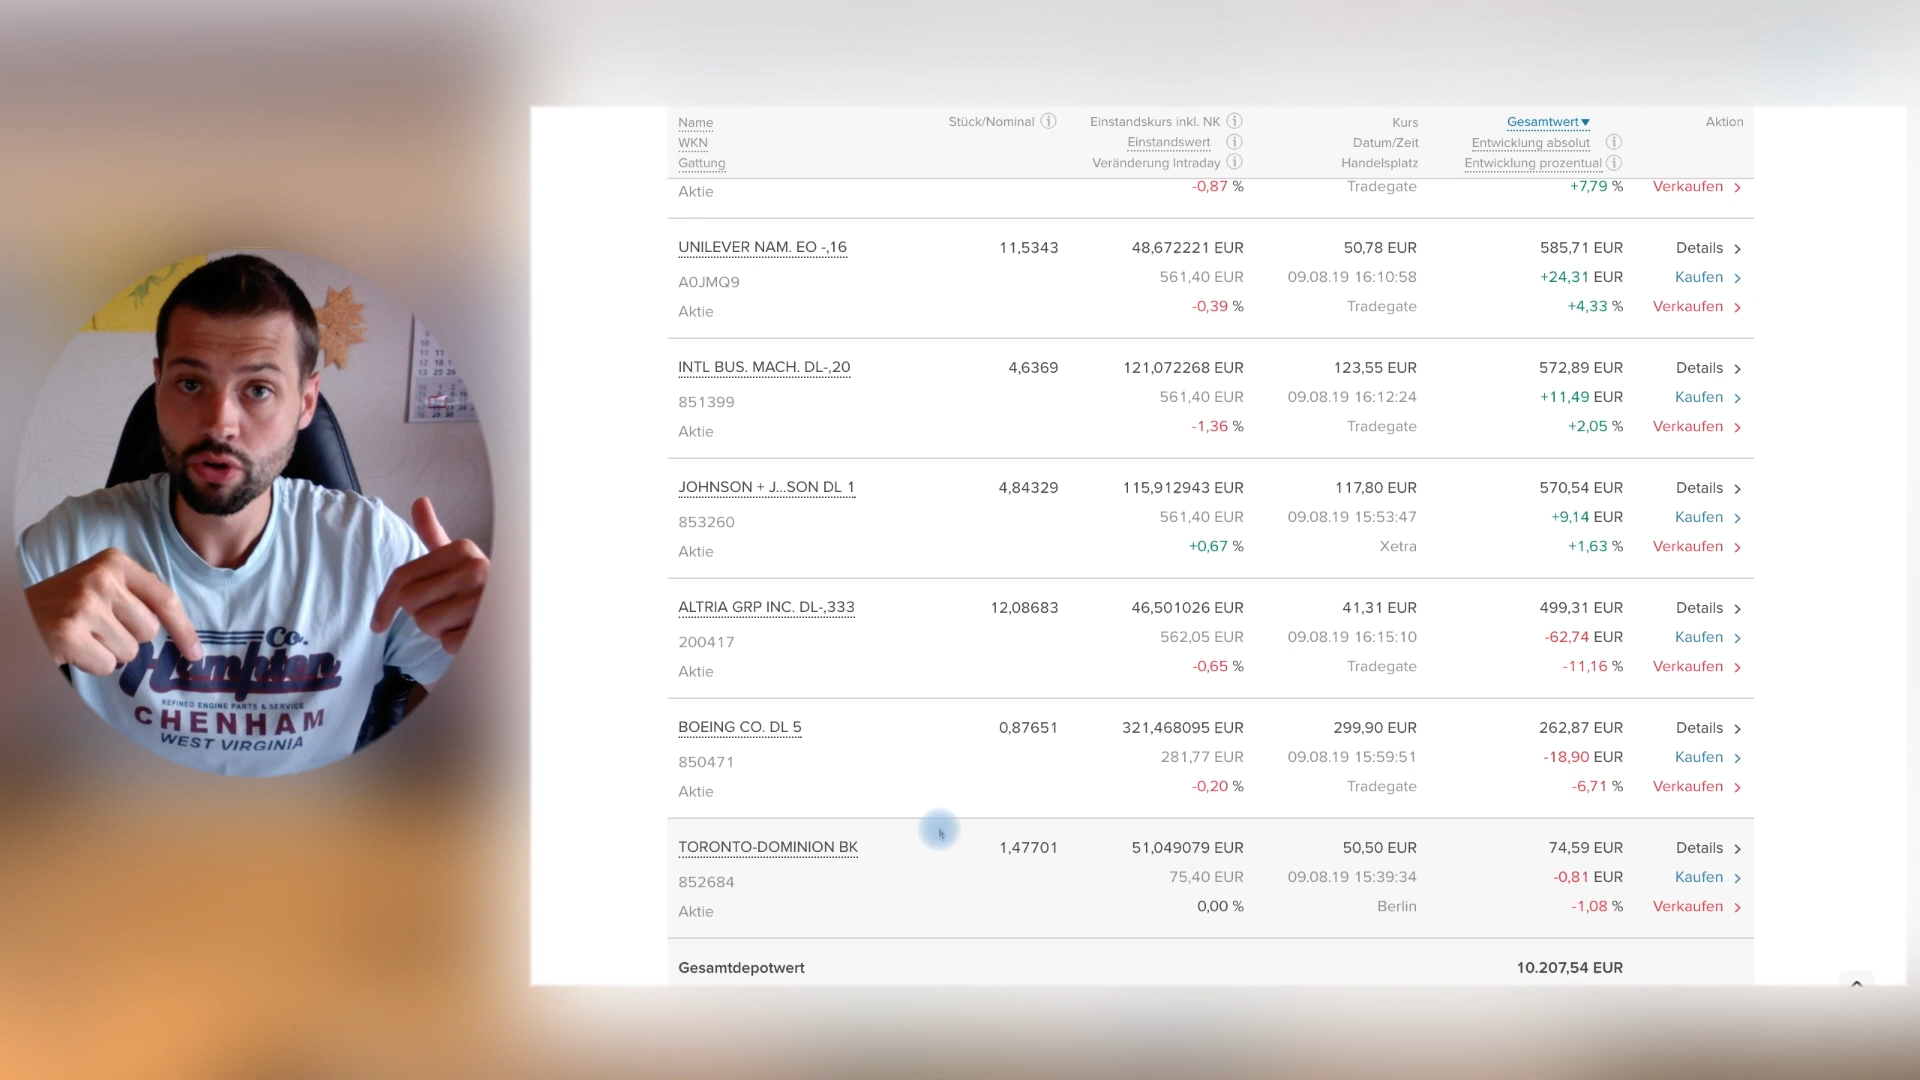 Name Stück/Nominal Einstandskurs inkl. NK Kurs Gesamtwert▼ Aktion
WKN Einstandswert Datum/Zeit Entwicklung absolut
Gattung Veränderung Intraday Handelsplatz Entwicklung prozentual
Aktie -0,87 % Tradegate +7,79 % Verkaufen
UNILEVER NAM. EO -,16 11,5343 48,672221 EUR 50,78 EUR 585,71 EUR Details
A0JMQ9 561,40 EUR 09.08.19 16:10:58 +24,31 EUR Kaufen
Aktie -0,39 % Tradegate +4,33 % Verkaufen
INTL BUS. MACH. DL-,20 4,6369 121,072268 EUR 123,55 EUR 572,89 EUR Details
851399 561,40 EUR 09.08.19 16:12:24 +11,49 EUR Kaufen
Aktie -1,36 % Tradegate +2,05 % Verkaufen
JOHNSON + J...SON DL 1 4,84329 115,912943 EUR 117,80 EUR 570,54 EUR Details
853260 561,40 EUR 09.08.19 15:53:47 +9,14 EUR Kaufen
Aktie +0,67 % Xetra +1,63 % Verkaufen
ALTRIA GRP INC. DL-,333 12,08683 46,501026 EUR 41,31 EUR 499,31 EUR Details
200417 562,05 EUR 09.08.19 16:15:10 -62,74 EUR Kaufen
Aktie -0,65 % Tradegate -11,16 % Verkaufen
BOEING CO. DL 5 0,87651 321,468095 EUR 299,90 EUR 262,87 EUR Details
850471 281,77 EUR 09.08.19 15:59:51 -18,90 EUR Kaufen
Aktie -0,20 % Tradegate -6,71 % Verkaufen
TORONTO-DOMINION BK 1,47701 51,049079 EUR 50,50 EUR 74,59 EUR Details
852684 75,40 EUR 09.08.19 15:39:34 -0,81 EUR Kaufen
Aktie 0,00 % Berlin -1,08 % Verkaufen
Gesamtdepotwert 10.207,54 EUR
Co.
Hampton
REFINED ENGINE PARTS & SERVICE
CHENHAM
WEST VIRGINIA